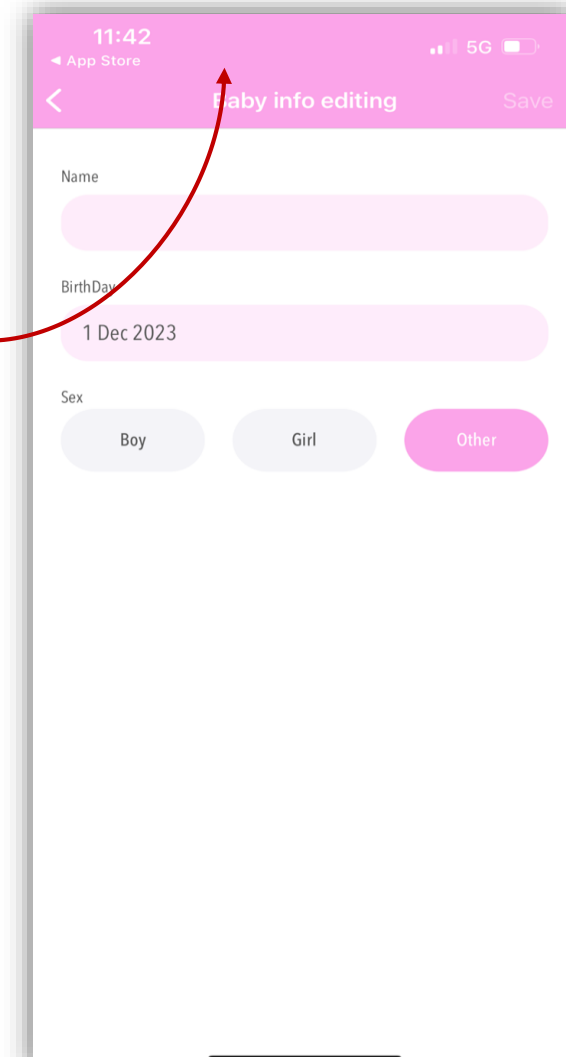 11:42
5G
◀ App Store
Baby info editing
Save
Name
BirthDay
1 Dec 2023
Sex
Boy
Girl
Other